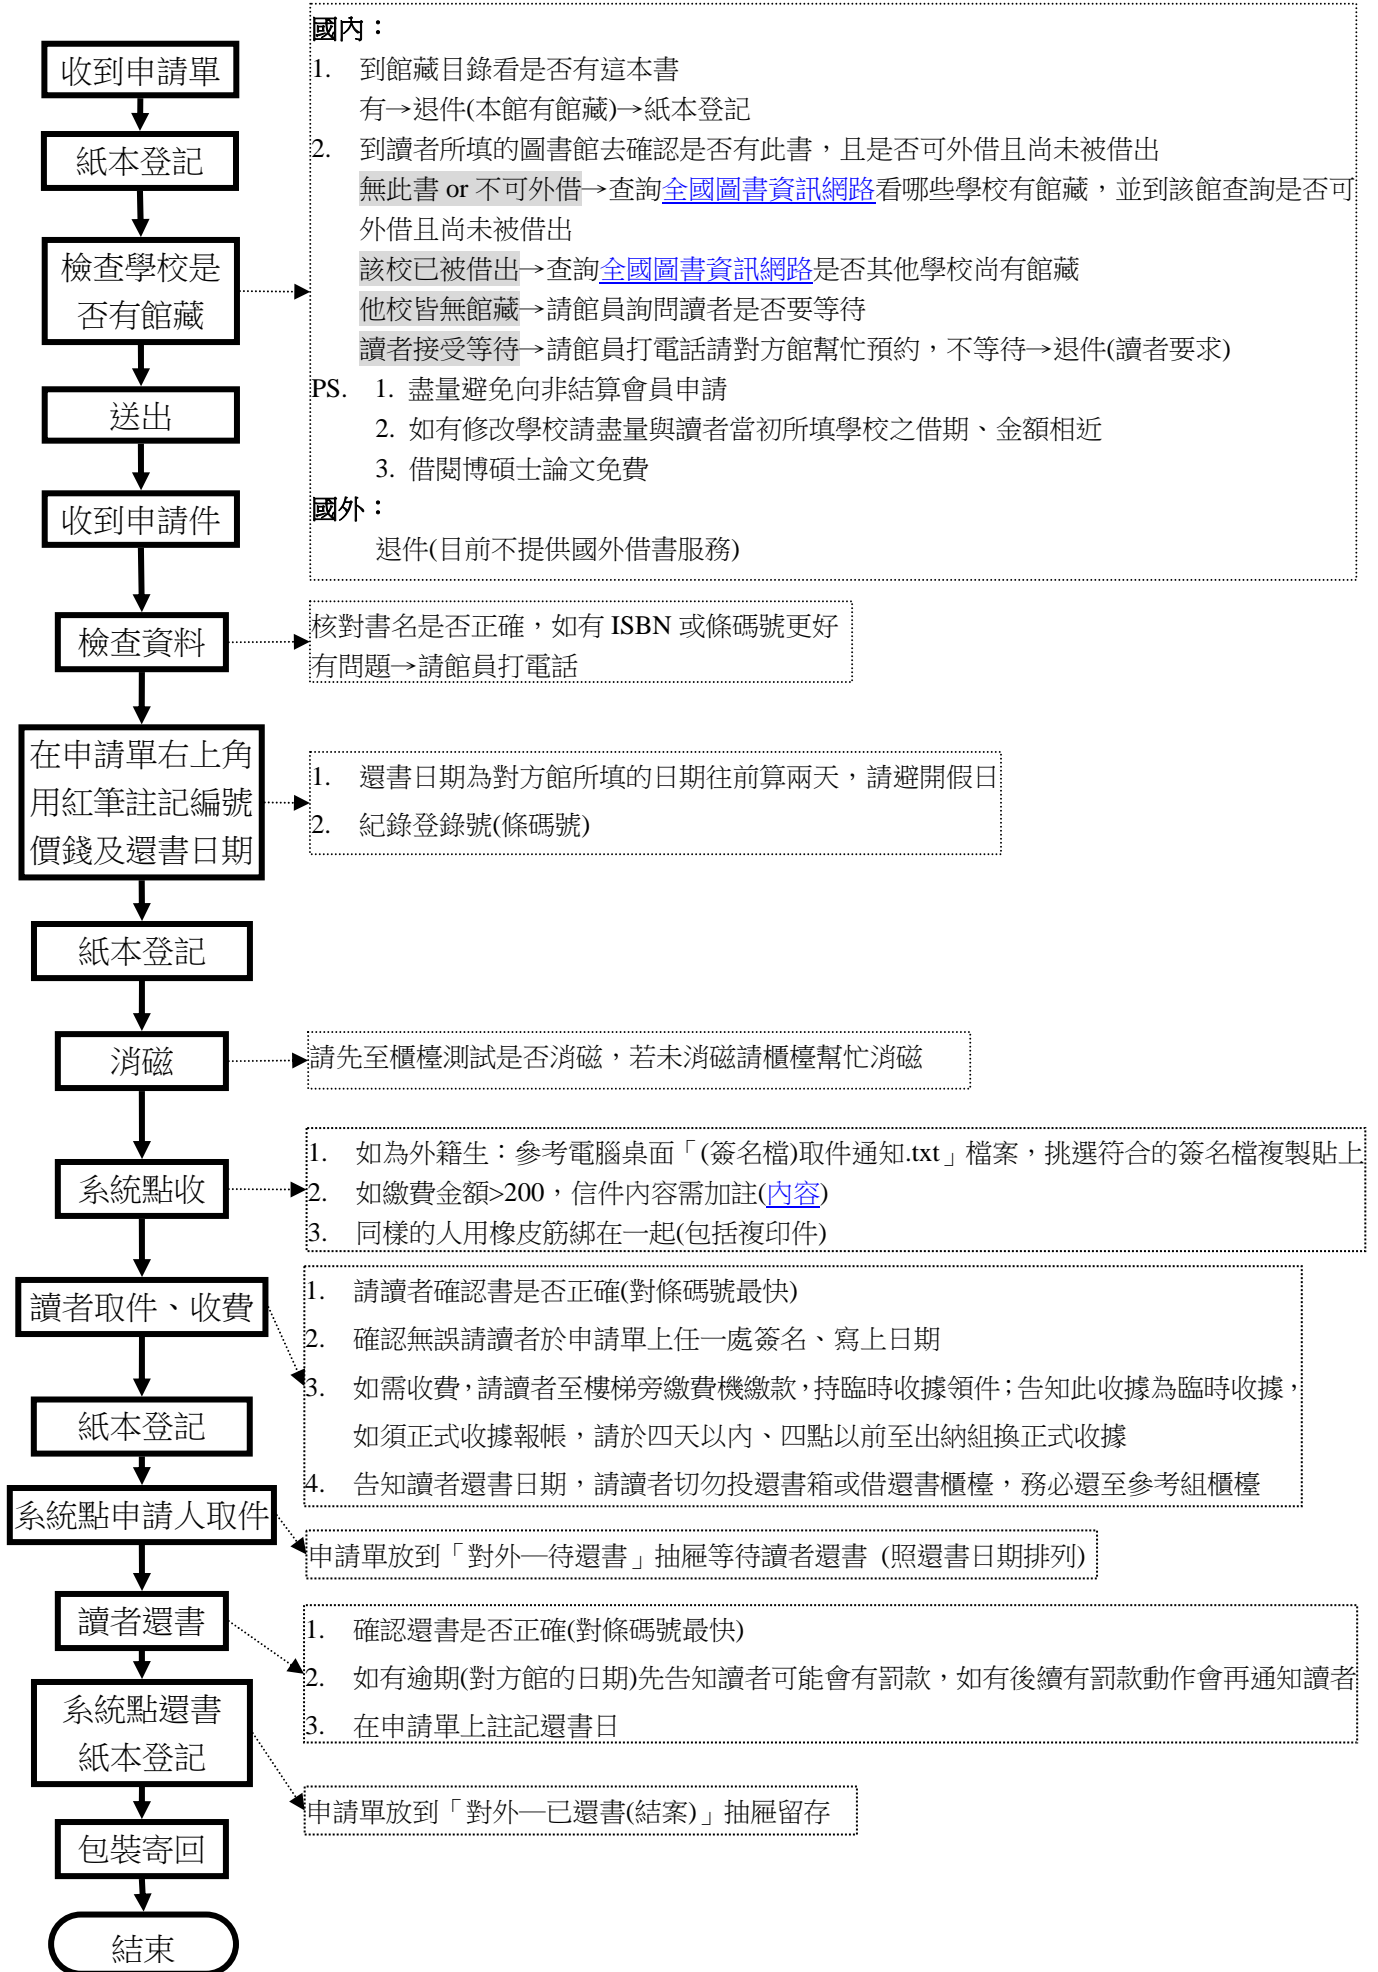 收到申請單
紙本登記
檢查學校是
否有館藏
國內：
1. 到館藏目錄看是否有這本書
有→退件(本館有館藏)→紙本登記
2. 到讀者所填的圖書館去確認是否有此書，且是否可外借且尚未被借出
無此書 or 不可外借→查詢全國圖書資訊網路看哪些學校有館藏，並到該館查詢是否可
外借且尚未被借出
該校已被借出→查詢全國圖書資訊網路是否其他學校尚有館藏
他校皆無館藏→請館員詢問讀者是否要等待
讀者接受等待→請館員打電話請對方館幫忙預約，不等待→退件(讀者要求)
PS. 1. 盡量避免向非結算會員申請
2. 如有修改學校請盡量與讀者當初所填學校之借期、金額相近
3. 借閱博碩士論文免費
國外：
退件(目前不提供國外借書服務)
送出
收到申請件
檢查資料
核對書名是否正確，如有 ISBN 或條碼號更好
有問題→請館員打電話
在申請單右上角
用紅筆註記編號
價錢及還書日期
1. 還書日期為對方館所填的日期往前算兩天，請避開假日
2. 紀錄登錄號(條碼號)
紙本登記
消磁
請先至櫃檯測試是否消磁，若未消磁請櫃檯幫忙消磁
系統點收
1. 如為外籍生：參考電腦桌面「(簽名檔)取件通知.txt」檔案，挑選符合的簽名檔複製貼上
2. 如繳費金額>200，信件內容需加註(內容)
3. 同樣的人用橡皮筋綁在一起(包括複印件)
讀者取件、收費
1. 請讀者確認書是否正確(對條碼號最快)
2. 確認無誤請讀者於申請單上任一處簽名、寫上日期
3. 如需收費，請讀者至樓梯旁繳費機繳款，持臨時收據領件；告知此收據為臨時收據，
如須正式收據報帳，請於四天以內、四點以前至出納組換正式收據
4. 告知讀者還書日期，請讀者切勿投還書箱或借還書櫃檯，務必還至參考組櫃檯
紙本登記
系統點申請人取件
申請單放到「對外—待還書」抽屜等待讀者還書 (照還書日期排列)
讀者還書
1. 確認還書是否正確(對條碼號最快)
2. 如有逾期(對方館的日期)先告知讀者可能會有罰款，如有後續有罰款動作會再通知讀者
3. 在申請單上註記還書日
系統點還書
紙本登記
申請單放到「對外—已還書(結案)」抽屜留存
包裝寄回
結束